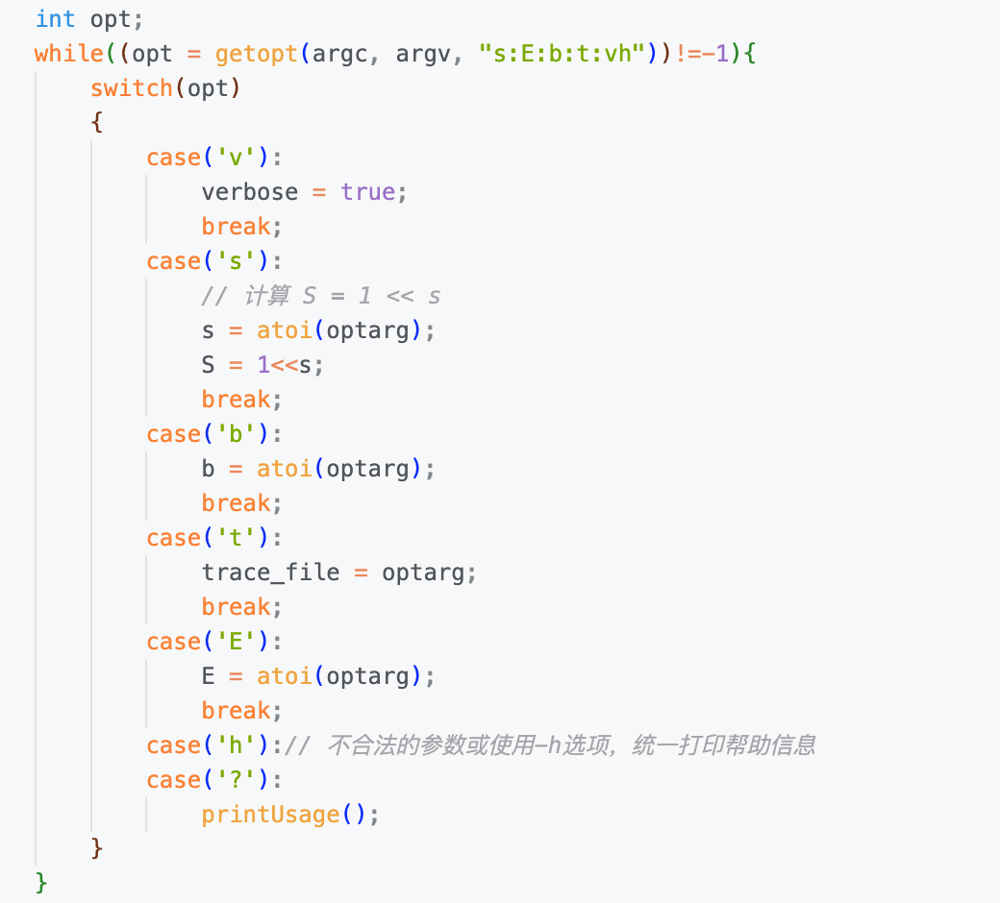 int opt;
while((opt = getopt(argc, argv, "s:E:b:t:vh"))!=-1){
    switch(opt)
    {
        case('v'):
            verbose = true;
            break;
        case('s'):
            // 计算 S = 1 << s
            s = atoi(optarg);
            S = 1<<s;
            break;
        case('b'):
            b = atoi(optarg);
            break;
        case('t'):
            trace_file = optarg;
            break;
        case('E'):
            E = atoi(optarg);
            break;
        case('h'):// 不合法的参数或使用-h选项，统一打印帮助信息
        case('?'):
            printUsage();
    }
}